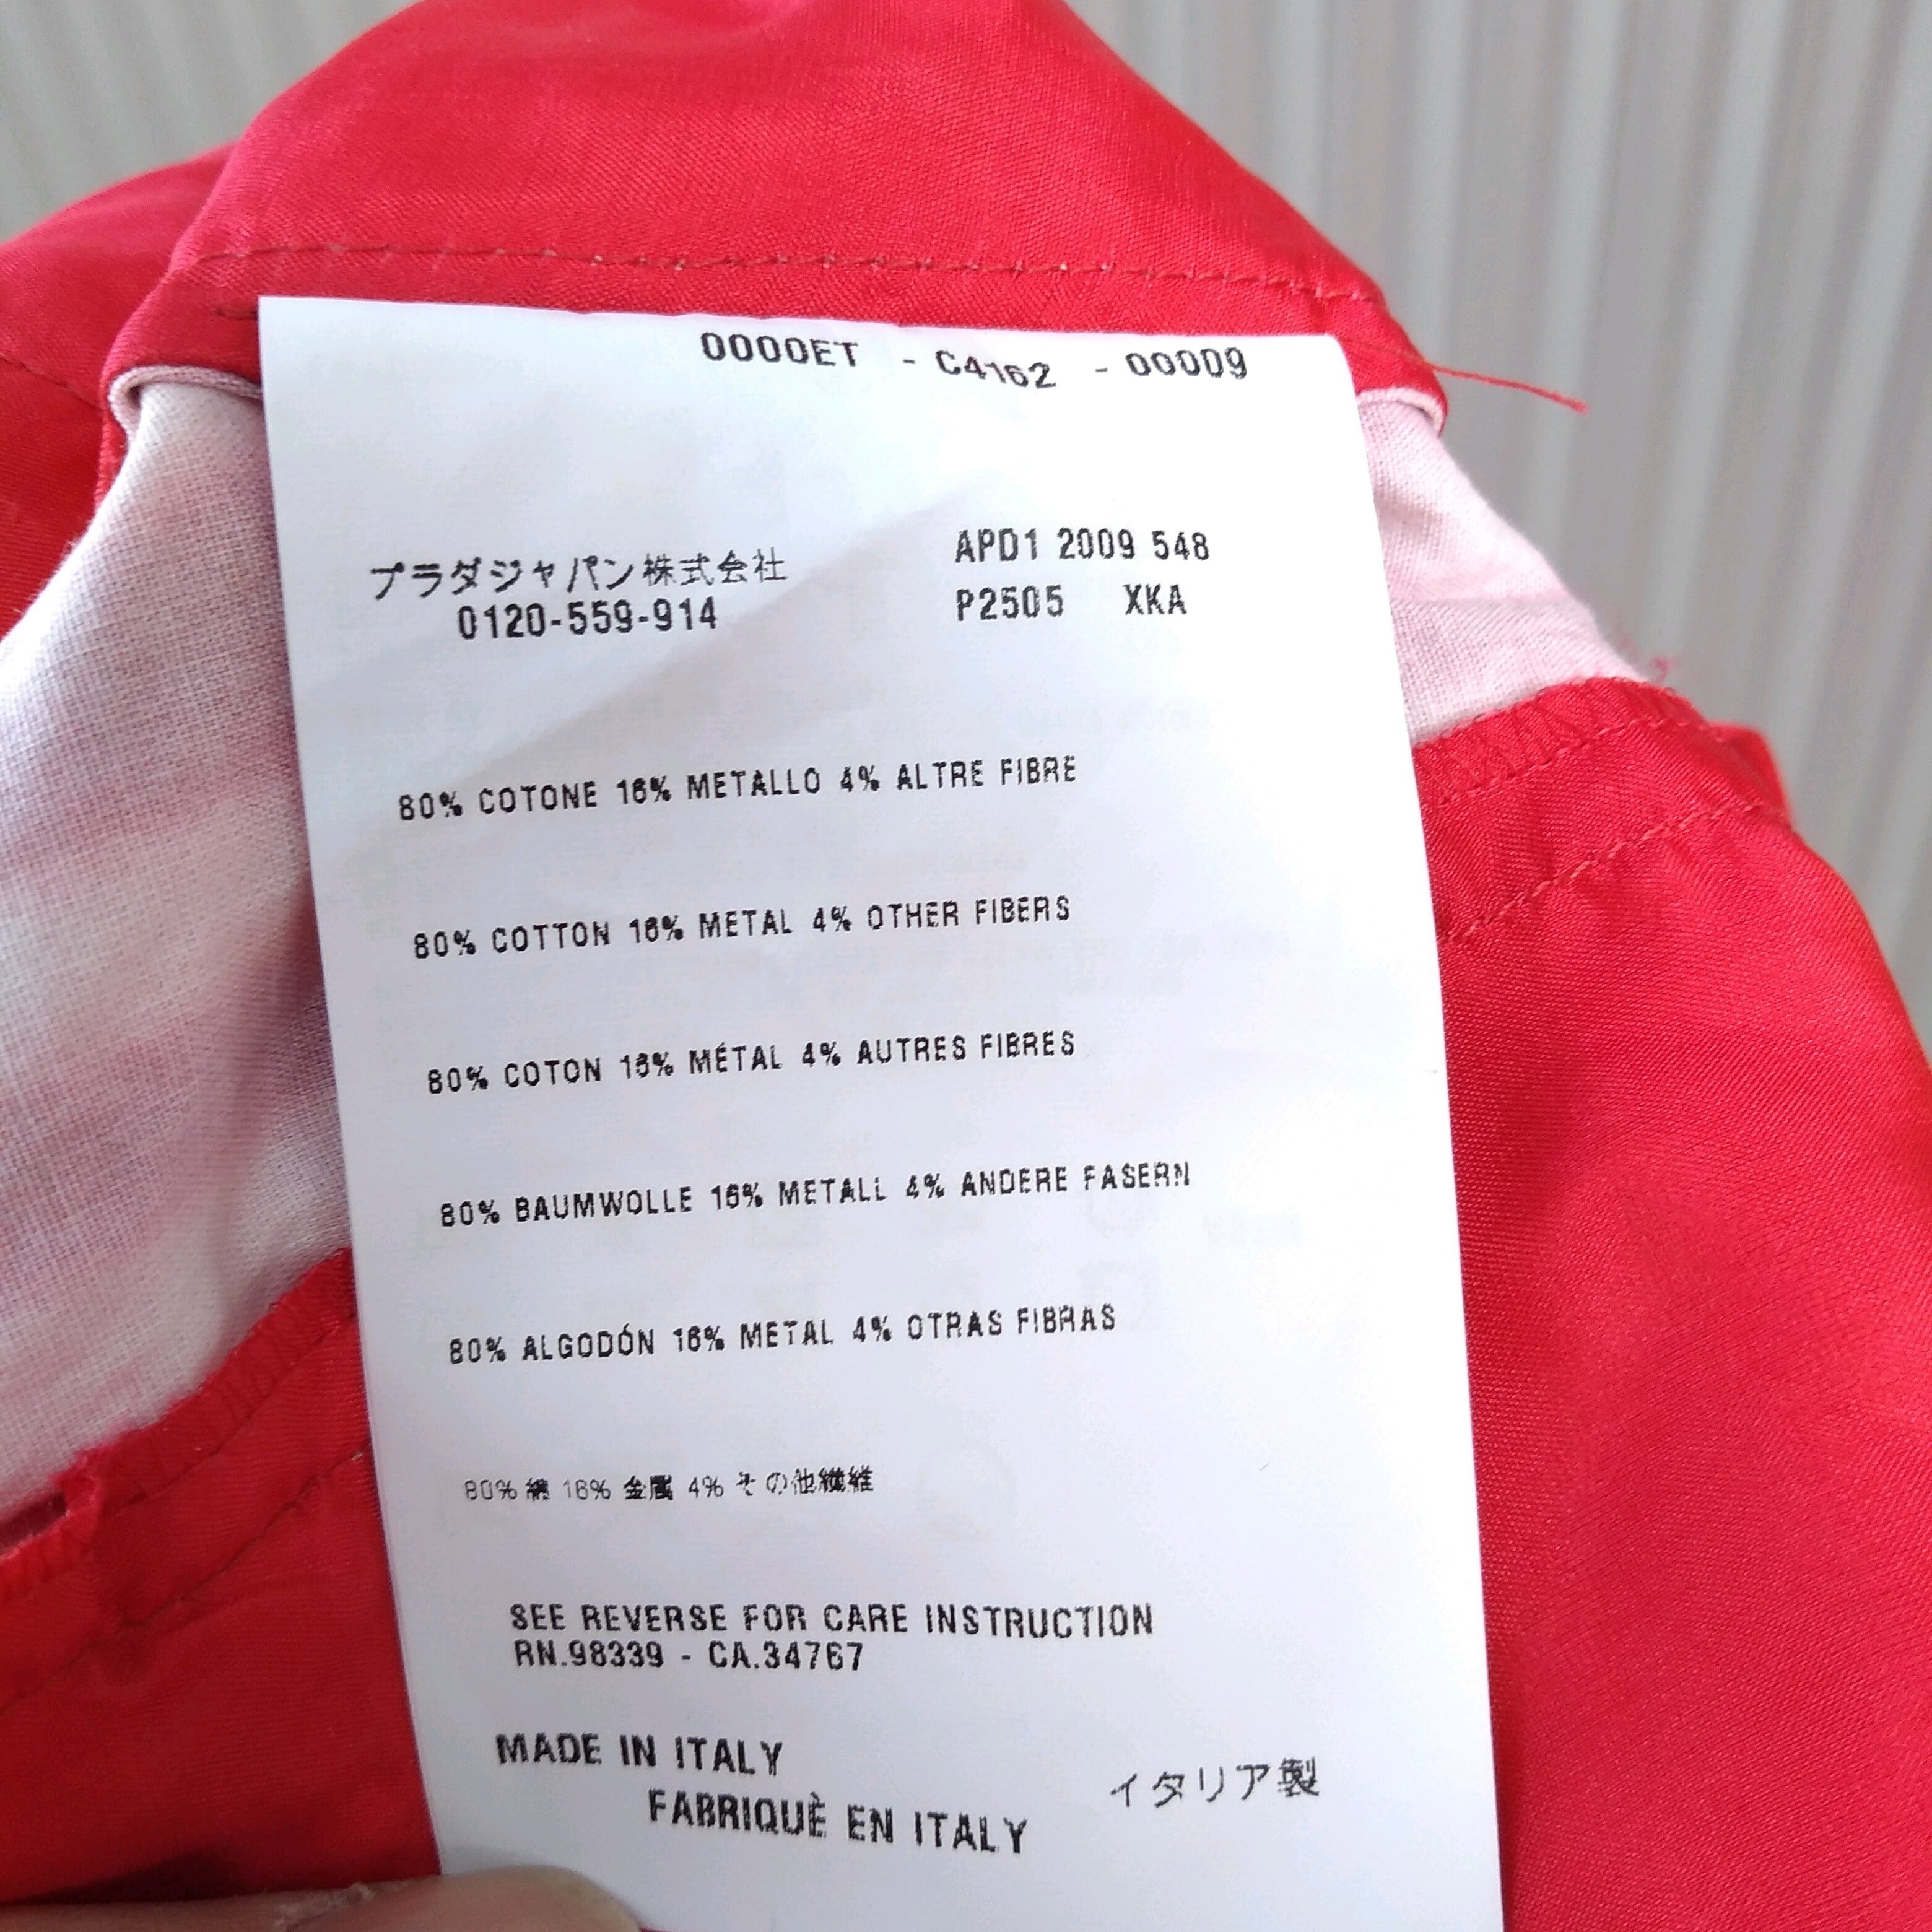 0000ET - C4162 - 00009
プラダジャパン株式会社
0120-559-914
APD1 2009 548
P2505 XKA
80% COTONE 16% METALLO 4% ALTRE FIBRE
80% COTTON 16% METAL 4% OTHER FIBERS
80% COTON 16% MÉTAL 4% AUTRES FIBRES
80% BAUMWOLLE 16% METALL 4% ANDERE FASERN
80% ALGODÓN 16% METAL 4% OTRAS FIBRAS
80% 綿 16% 金属 4% その他繊維
SEE REVERSE FOR CARE INSTRUCTION
RN.98339 - CA.34767
MADE IN ITALY
FABRIQUÈ EN ITALY
イタリア製